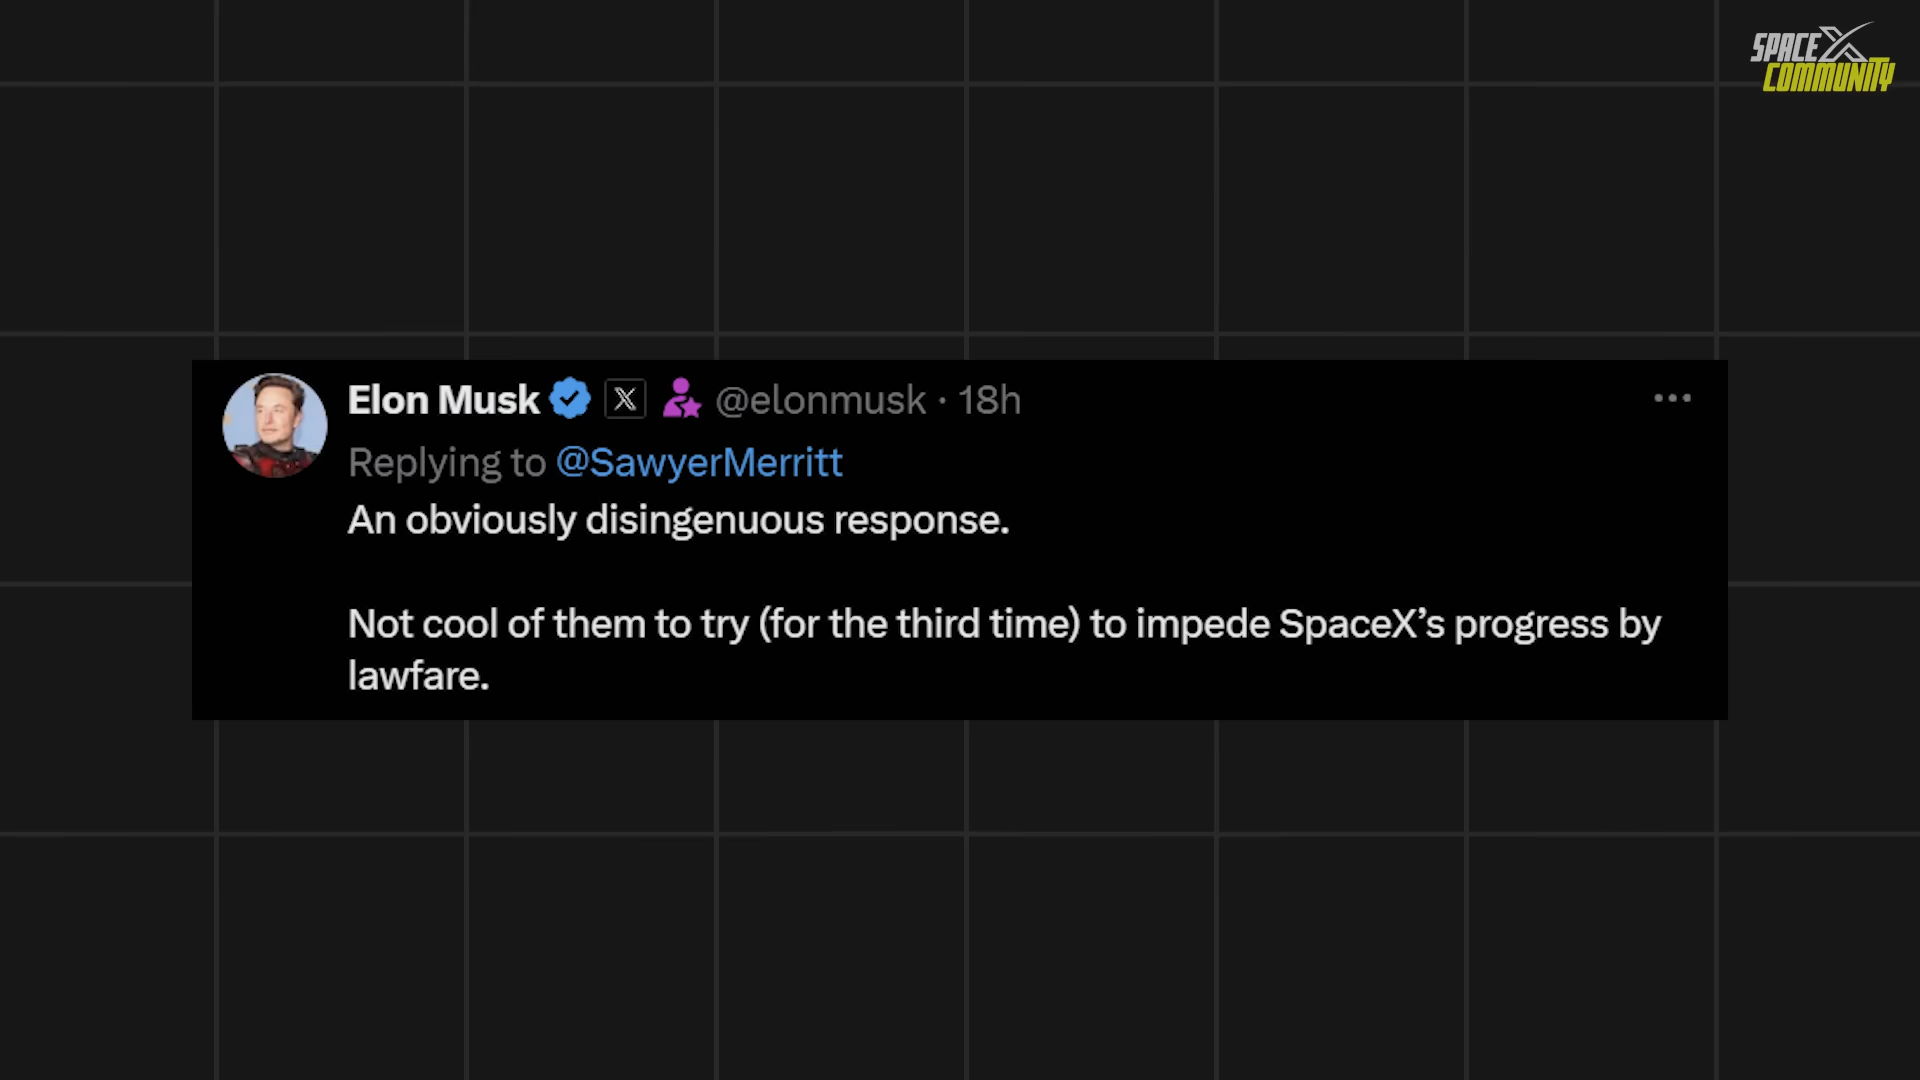 SPACEX
COMMUNITY
Elon Musk X @elonmusk · 18h
Replying to @SawyerMerritt
An obviously disingenuous response.
Not cool of them to try (for the third time) to impede SpaceX’s progress by
lawfare.